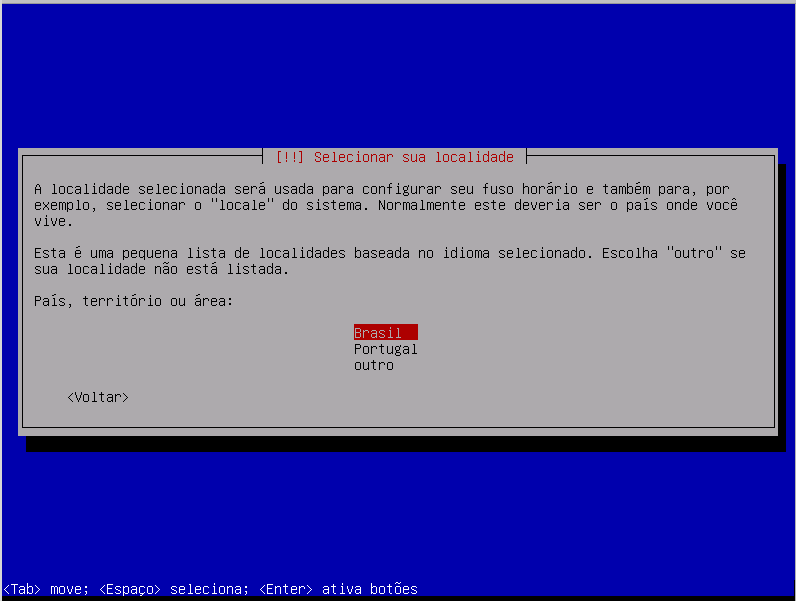 [!!] Selecionar sua localidade
A localidade selecionada será usada para configurar seu fuso horário e também para, por
exemplo, selecionar o "locale" do sistema. Normalmente este deveria ser o país onde você
vive.
Esta é uma pequena lista de localidades baseada no idioma selecionado. Escolha "outro" se
sua localidade não está listada.
País, território ou área:
Brasil
Portugal
outro
<Voltar>
<Tab> move; <Espaço> seleciona; <Enter> ativa botões